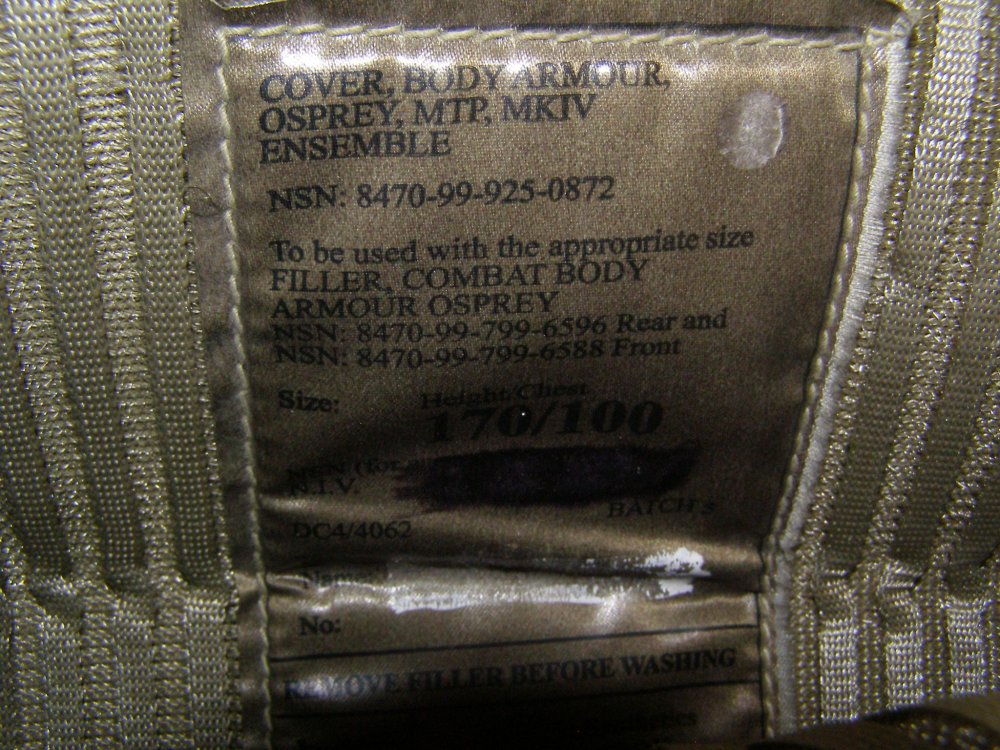 COVER, BODY ARMOUR,
OSPREY, MTP, MKIV
ENSEMBLE
NSN: 8470-99-925-0872
To be used with the appropriate size
FILLER, COMBAT BODY
ARMOUR OSPREY
NSN: 8470-99-799-6596 Rear and
NSN: 8470-99-799-6588 Front
Size: Height/Chest
170/100
N.I.V.
BATCH
DC4/4062
Name:
No:
REMOVE FILLER BEFORE WASHING